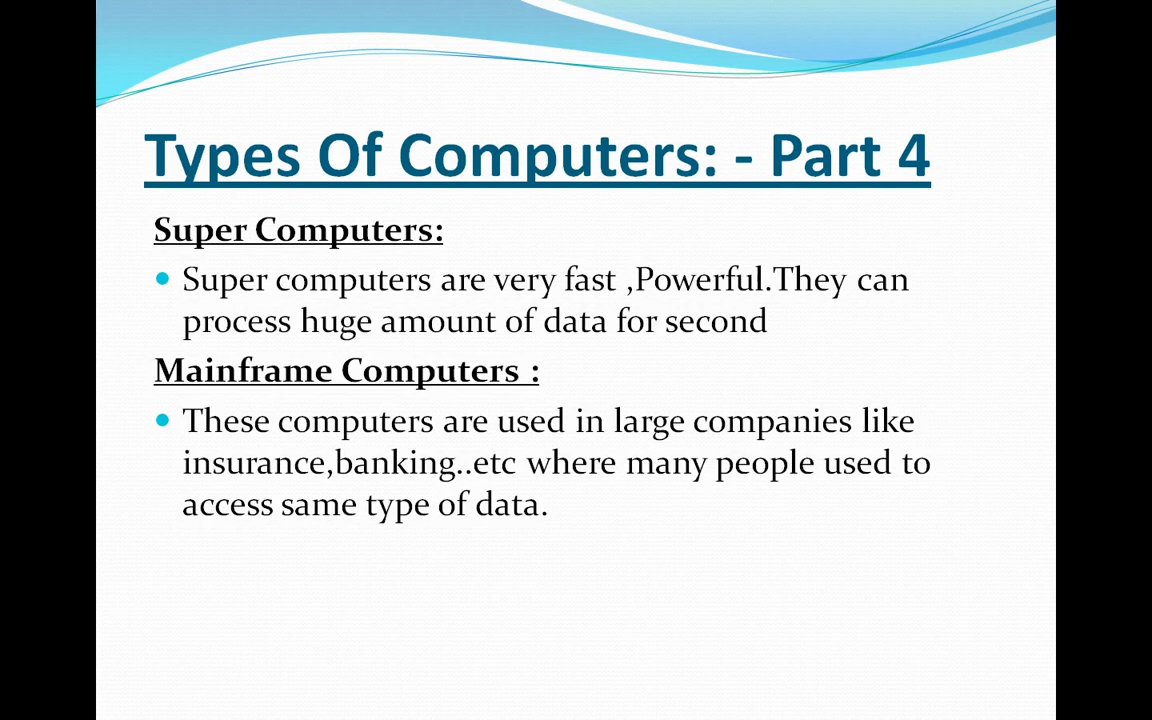 Types Of Computers: - Part 4
Super Computers:
Super computers are very fast ,Powerful.They can
process huge amount of data for second
Mainframe Computers :
These computers are used in large companies like
insurance,banking..etc where many people used to
access same type of data.